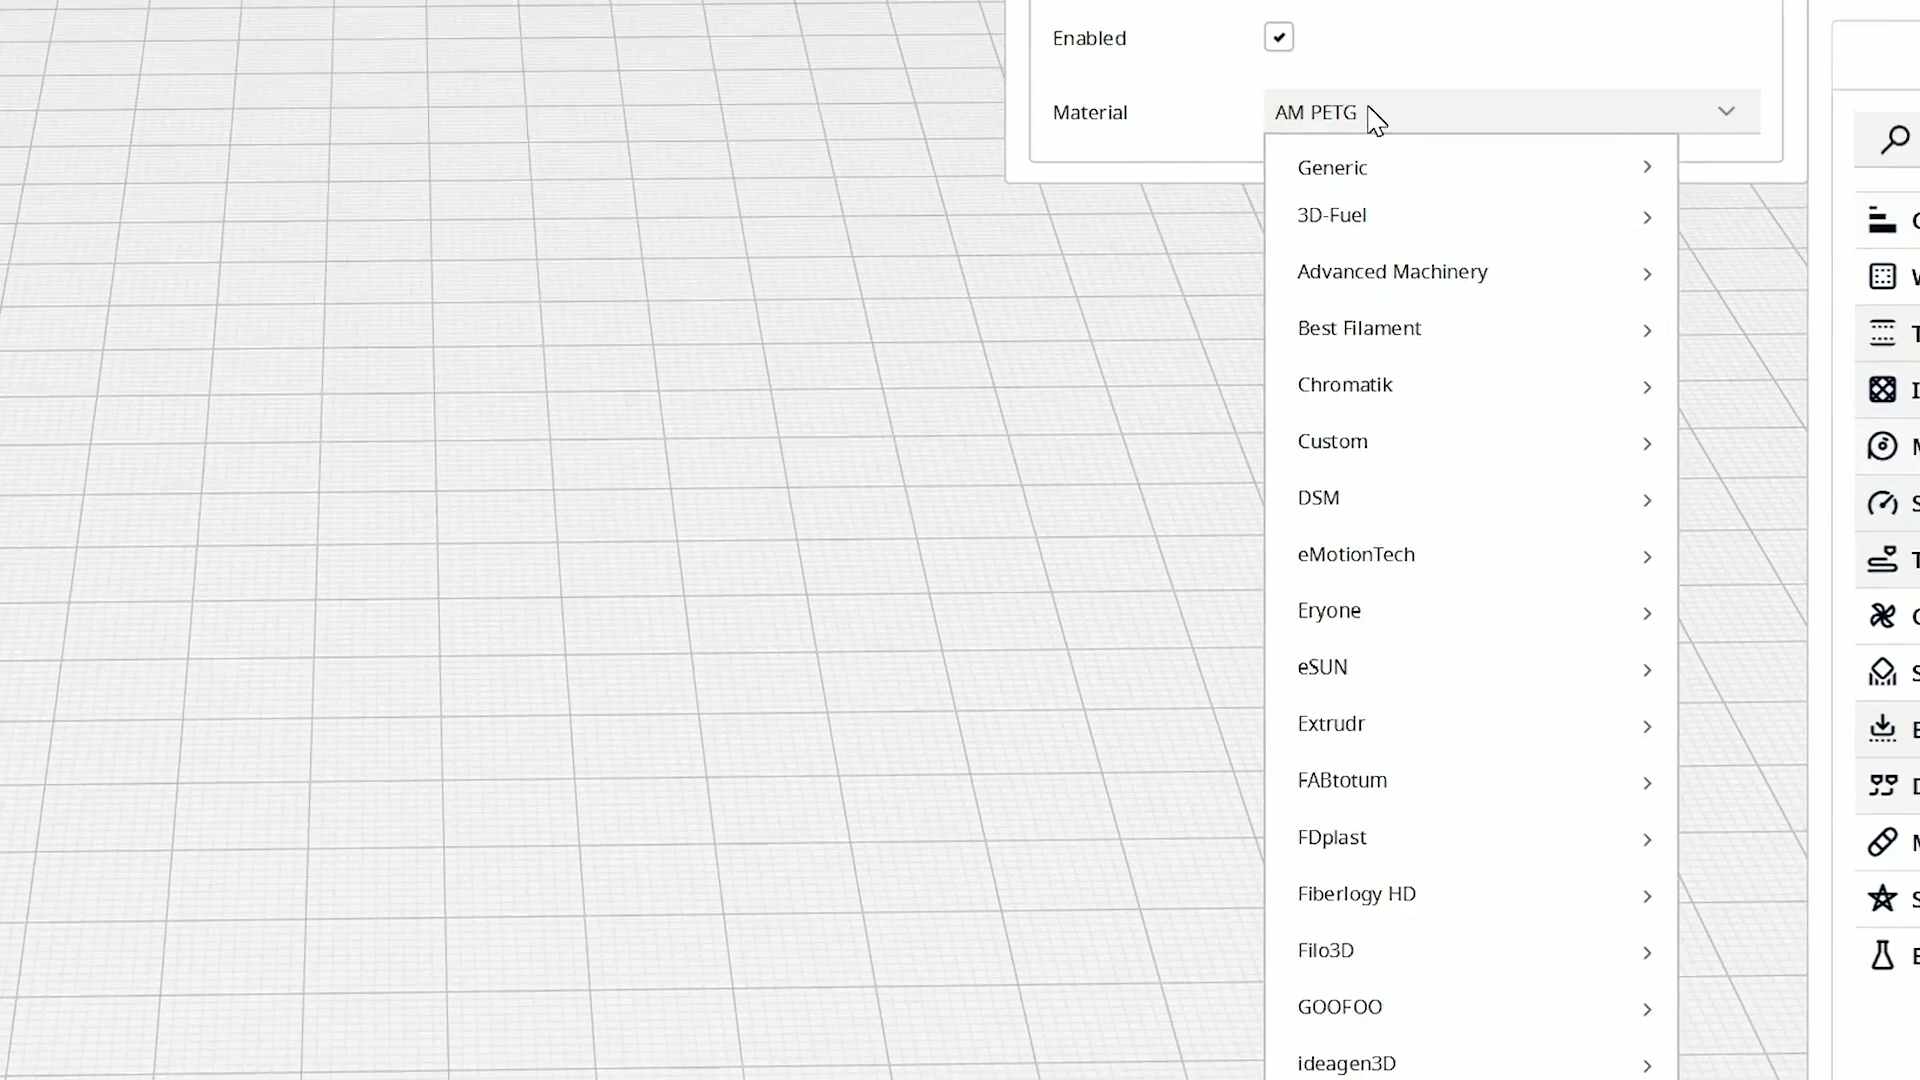 Enabled
Material
AM PETG
Generic
3D-Fuel
Advanced Machinery
Best Filament
Chromatik
Custom
DSM
eMotionTech
Eryone
eSUN
Extrudr
FABtotum
FDplast
Fiberlogy HD
Filo3D
GOOFOO
ideagen3D